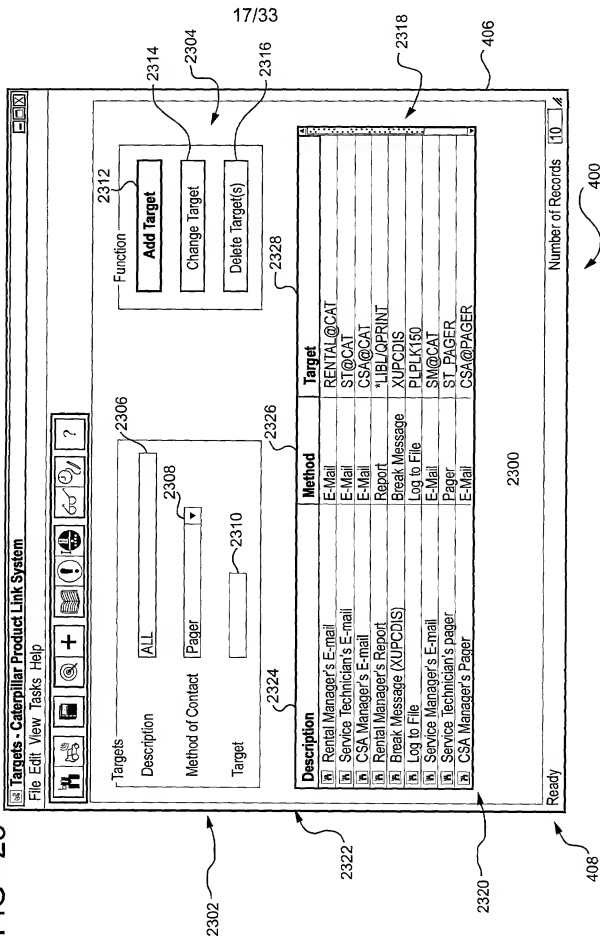 17/33
Targets - Caterpillar Product Link System
File Edit View Tasks Help
?
Targets
Description ALL
Method of Contact Pager
Target
Function
Add Target
Change Target
Delete Target(s)
2302
2306
2308
2310
2312
2314
2304
2316
2324
2326
2328
2318
Description Method Target
Rental Manager's E-mail E-Mail RENTAL@CAT
Service Technician's E-mail E-Mail ST@CAT
CSA Manager's E-mail E-Mail CSA@CAT
Rental Manager's Report Report *LIBL/QPRINT
Break Message (XUPCDIS) Break Message XUPCDIS
Log to File Log to File PLPLK150
Service Manager's E-mail E-Mail SM@CAT
Service Technician's pager Pager ST_PAGER
CSA Manager's Pager E-Mail CSA@PAGER
2322
2320
2300
Ready Number of Records 10
408
406
400